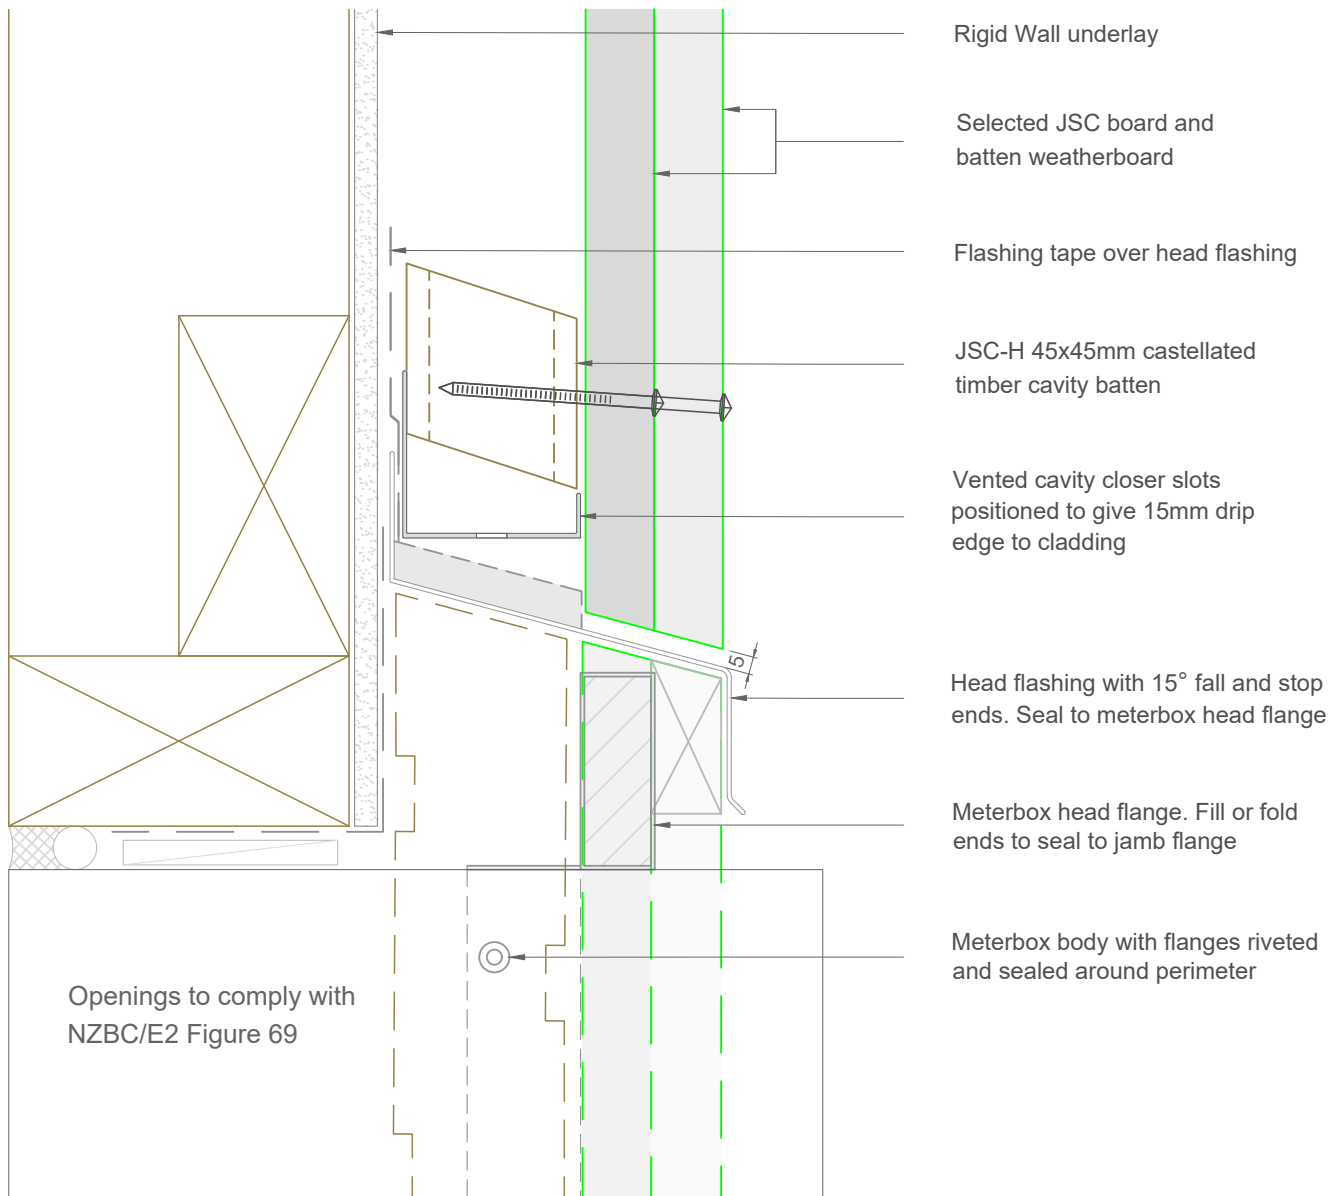 Rigid Wall underlay
Selected JSC board and
batten weatherboard
Flashing tape over head flashing
JSC-H 45x45mm castellated
timber cavity batten
Vented cavity closer slots
positioned to give 15mm drip
edge to cladding
5
Head flashing with 15° fall and stop
ends. Seal to meterbox head flange
Meterbox head flange. Fill or fold
ends to seal to jamb flange
Meterbox body with flanges riveted
and sealed around perimeter
Openings to comply with
NZBC/E2 Figure 69